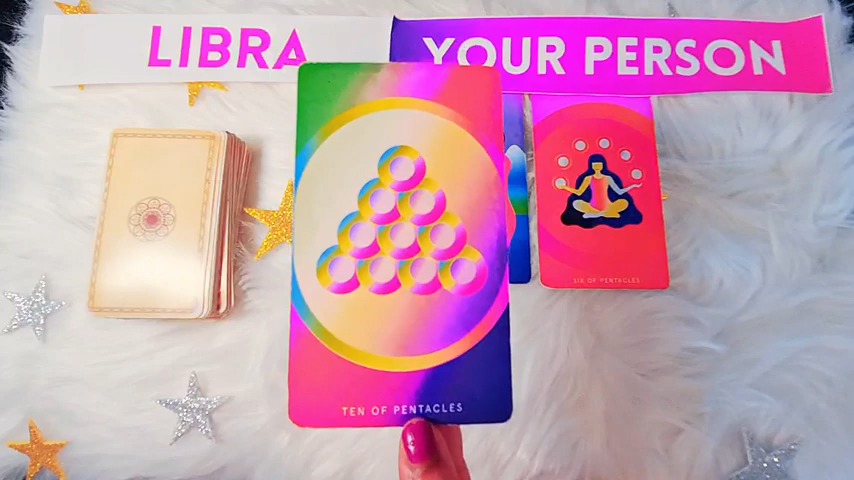 LIBRA
YOUR PERSON
TEN OF PENTACLES
SIX OF PENTACLES